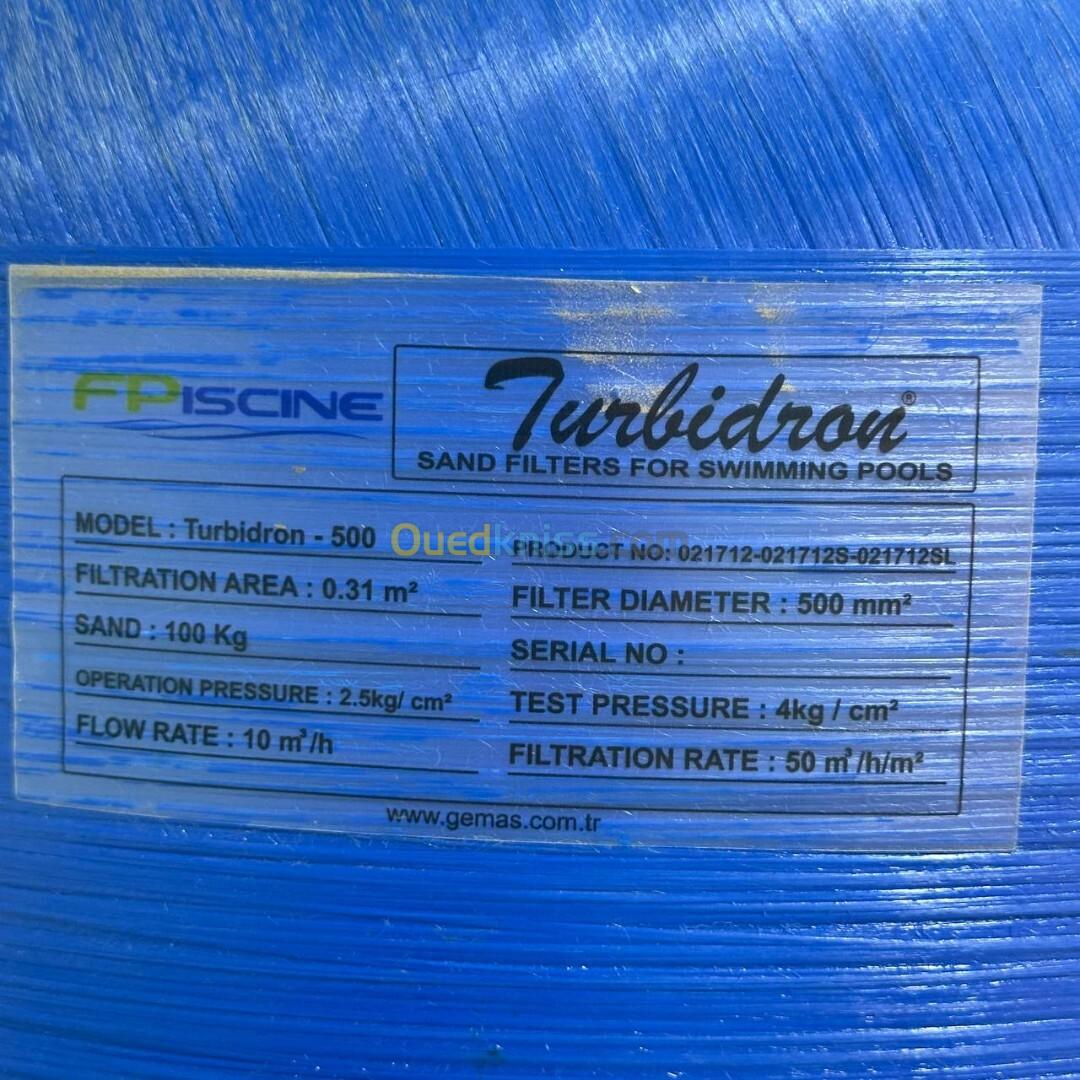 FPISCINE
Turbidron®
SAND FILTERS FOR SWIMMING POOLS
MODEL : Turbidron - 500
PRODUCT NO: 021712-021712S-021712SL
FILTRATION AREA : 0.31 m²
FILTER DIAMETER : 500 mm²
SAND : 100 Kg
SERIAL NO :
OPERATION PRESSURE : 2.5kg/ cm²
TEST PRESSURE : 4kg / cm²
FLOW RATE : 10 m³/h
FILTRATION RATE : 50 m³/h/m²
www.gemas.com.tr
Ouedkniss.com